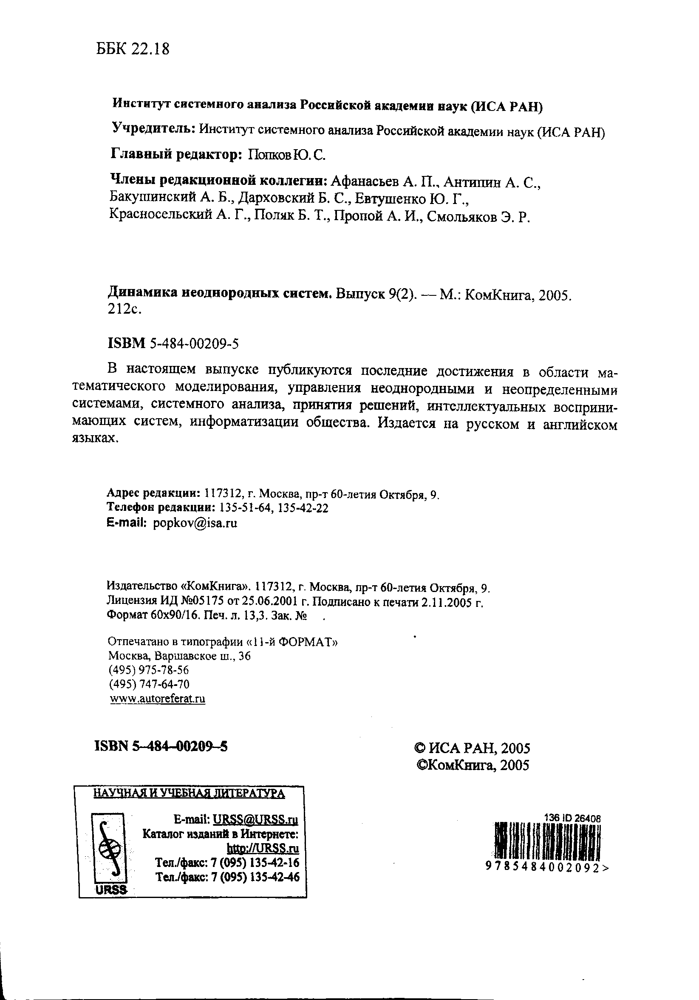 ББК 22.18
Институт системного анализа Российской академии наук (ИСА РАН)
Учредитель: Институт системного анализа Российской академии наук (ИСА РАН)
Главный редактор: Попков Ю. С.
Члены редакционной коллегии: Афанасьев А. П., Антипин А. С.,
Бакушинский А. Б., Дарховский Б. С., Евтушенко Ю. Г.,
Красносельский А. Г., Поляк Б. Т., Пропой А. И., Смольяков Э. Р.
Динамика неоднородных систем. Выпуск 9(2). — М.: КомКнига, 2005.
212с.
ISBM 5-484-00209-5
В настоящем выпуске публикуются последние достижения в области ма-
тематического моделирования, управления неоднородными и неопределенными
системами, системного анализа, принятия решений, интеллектуальных восприни-
мающих систем, информатизации общества. Издается на русском и английском
языках.
Адрес редакции: 117312, г. Москва, пр-т 60-летия Октября, 9.
Телефон редакции: 135-51-64, 135-42-22
E-mail: popkov@isa.ru
Издательство «КомКнига». 117312, г. Москва, пр-т 60-летия Октября, 9.
Лицензия ИД №05175 от 25.06.2001 г. Подписано к печати 2.11.2005 г.
Формат 60x90/16. Печ. л. 13,3. Зак. № .
Отпечатано в типографии «11-й ФОРМАТ»
Москва, Варшавское ш., 36
(495) 975-78-56
(495) 747-64-70
www.autoreferat.ru
ISBN 5–484–00209–5
© ИСА РАН, 2005
©КомКнига, 2005
НАУЧНАЯ И УЧЕБНАЯ ЛИТЕРАТУРА
E-mail: URSS@URSS.ru
Каталог изданий в Интернете:
http://URSS.ru
Тел./факс: 7 (095) 135-42-16
Тел./факс: 7 (095) 135-42-46
URSS
136 ID 26408
9785484002092>